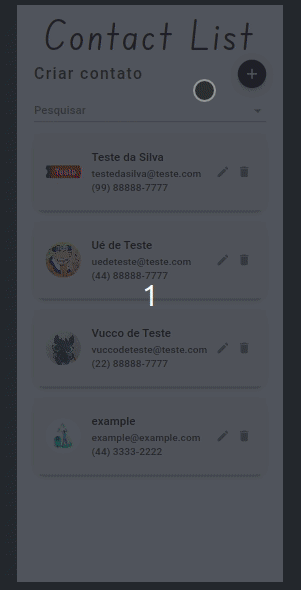 Contact List
Criar contato
+
Pesquisar
Teste da Silva
testedasilva@teste.com
(99) 88888-7777
Ué de Teste
uedeteste@teste.com
(44) 88888-7777
1
Vucco de Teste
vuccodeteste@teste.com
(22) 88888-7777
example
example@example.com
(44) 3333-2222